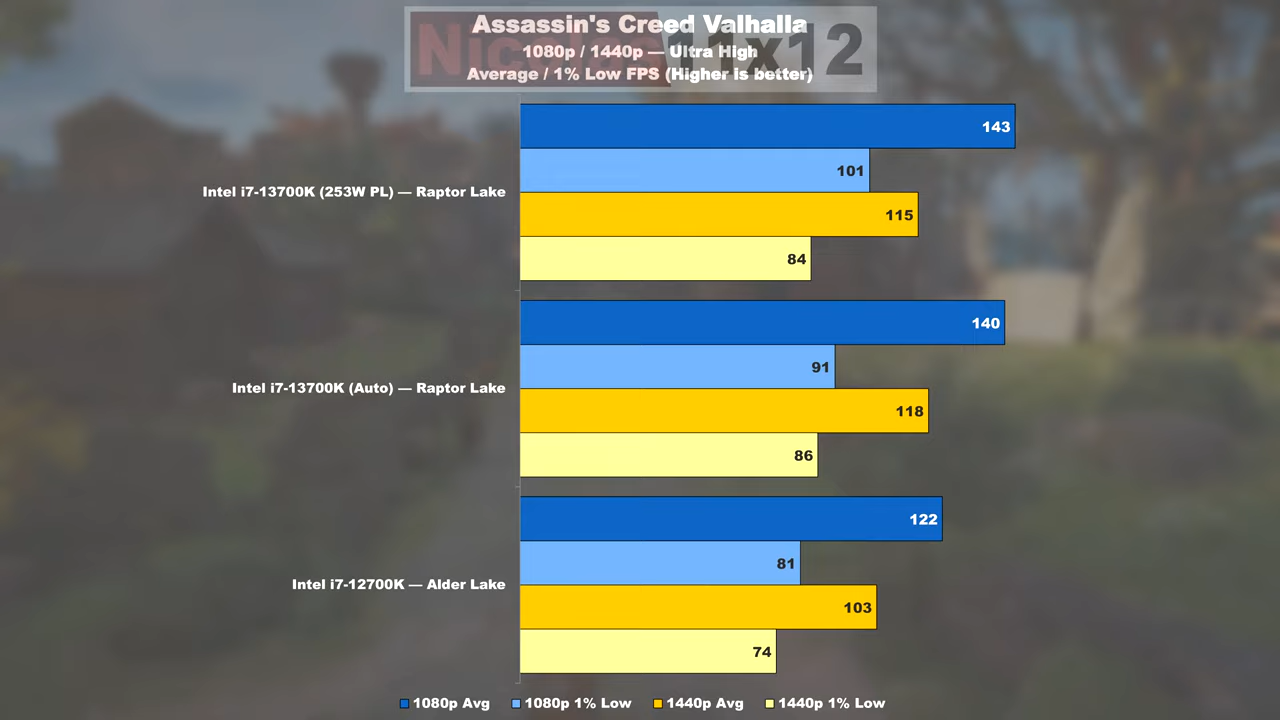 Assassin's Creed Valhalla
1080p / 1440p — Ultra High
Average / 1% Low FPS (Higher is better)
Nicolas11x12
143
101
Intel i7-13700K (253W PL) — Raptor Lake
115
84
140
91
Intel i7-13700K (Auto) — Raptor Lake
118
86
122
81
Intel i7-12700K — Alder Lake
103
74
1080p Avg 1080p 1% Low 1440p Avg 1440p 1% Low